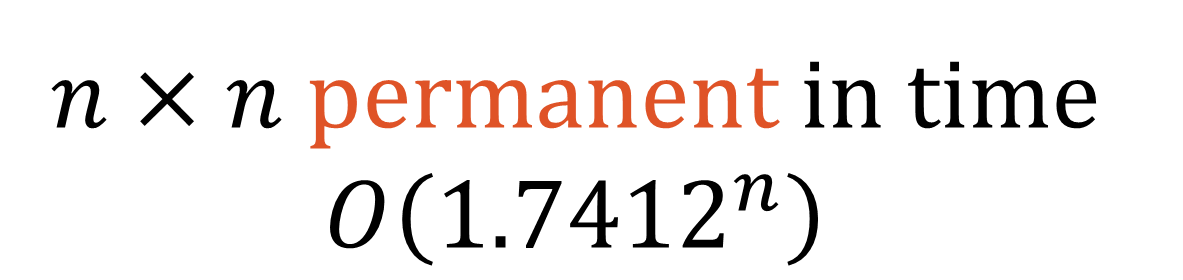 n × n permanent in time
O(1.7412ⁿ)